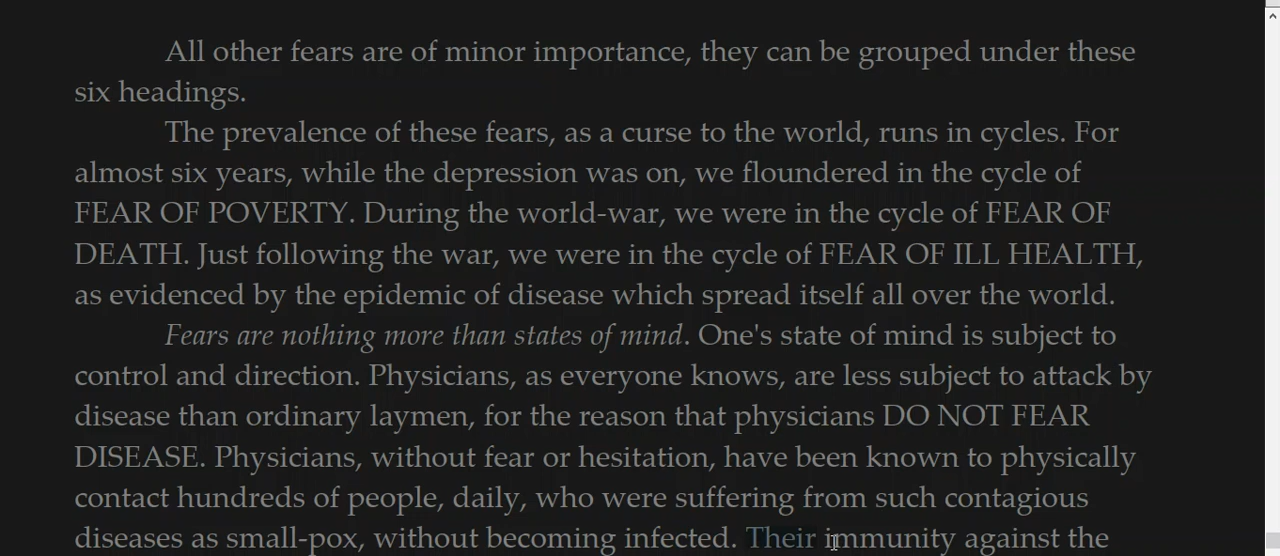 All other fears are of minor importance, they can be grouped under these
six headings.
The prevalence of these fears, as a curse to the world, runs in cycles. For
almost six years, while the depression was on, we floundered in the cycle of
FEAR OF POVERTY. During the world-war, we were in the cycle of FEAR OF
DEATH. Just following the war, we were in the cycle of FEAR OF ILL HEALTH,
as evidenced by the epidemic of disease which spread itself all over the world.
Fears are nothing more than states of mind. One's state of mind is subject to
control and direction. Physicians, as everyone knows, are less subject to attack by
disease than ordinary laymen, for the reason that physicians DO NOT FEAR
DISEASE. Physicians, without fear or hesitation, have been known to physically
contact hundreds of people, daily, who were suffering from such contagious
diseases as small-pox, without becoming infected. Their immunity against the